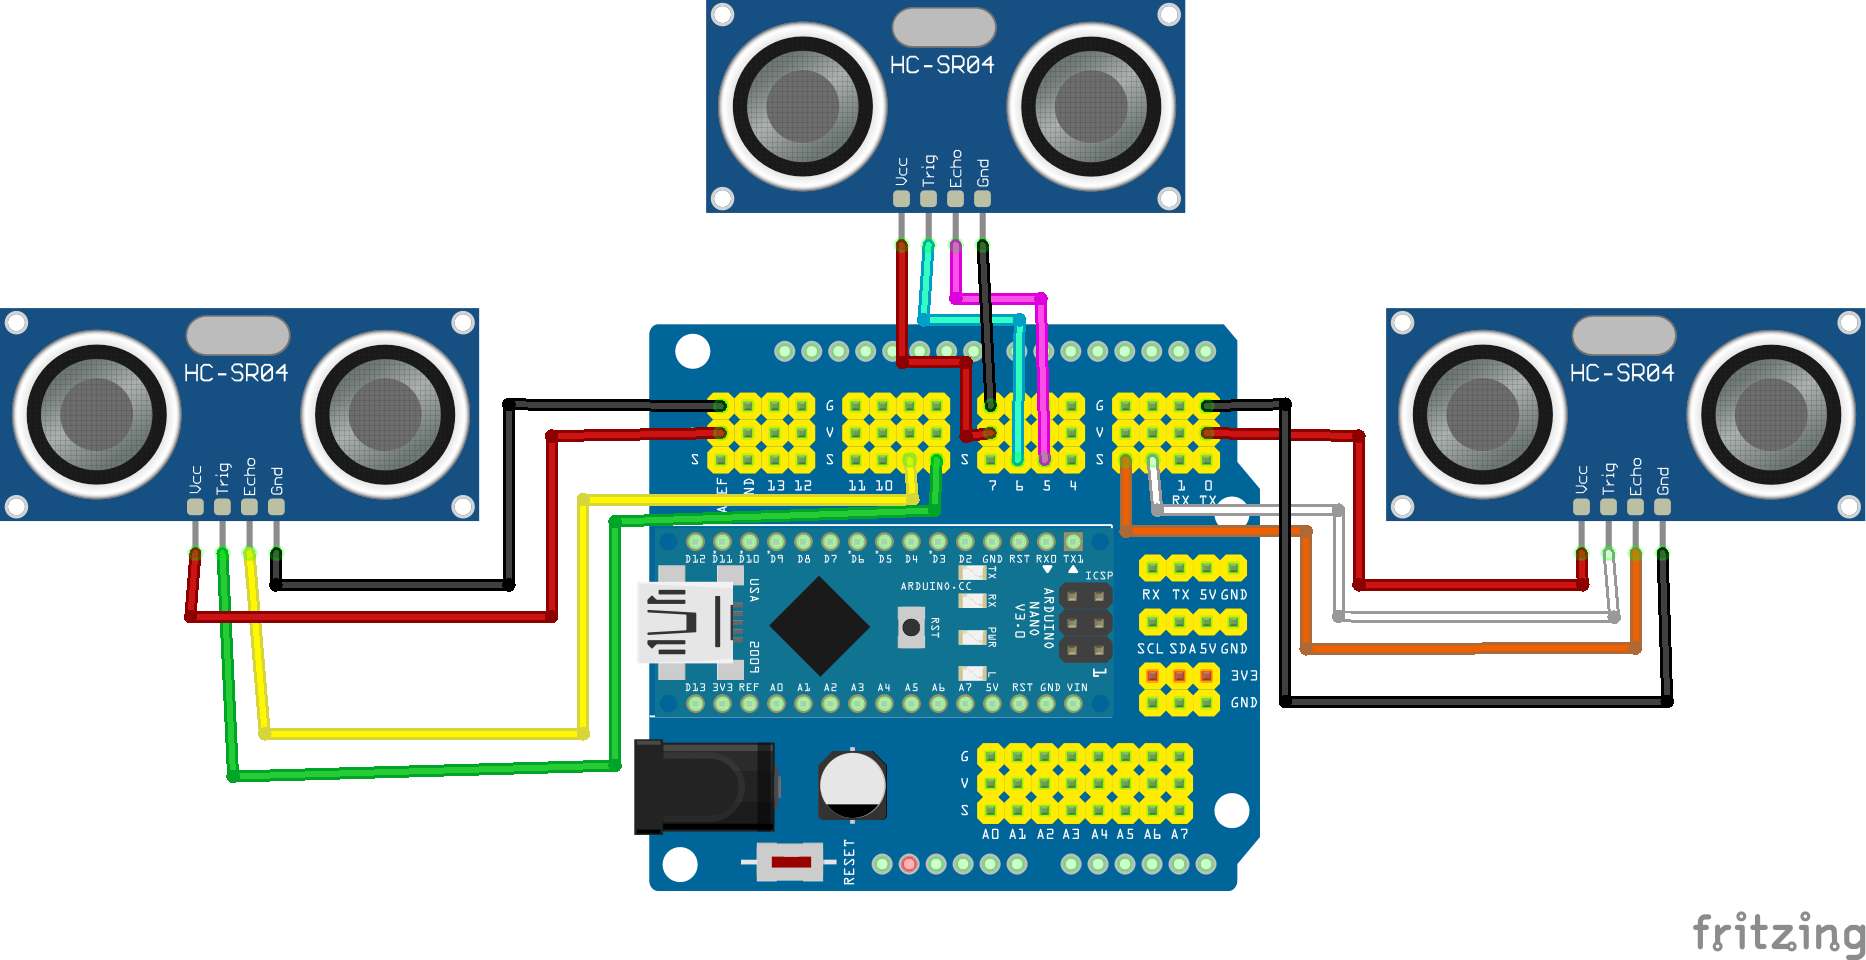 HC-SR04
Vcc Trig Echo Gnd
HC-SR04
Vcc Trig Echo Gnd
HC-SR04
Vcc Trig Echo Gnd
G G
V V
S S S S
13 12 11 10 7 6 5 4 1 0
RX TX
D12 D11 D10 D9 D8 D7 D6 D5 D4 D3 D2 GND RST RX0 TX1
USA
2009
ARDUINO.CC
RST
TX
RX
PWR
L
ARDUINO
NANO
V3.0
ICSP
1
D13 3V3 REF A0 A1 A2 A3 A4 A5 A6 A7 5V RST GND VIN
RX TX 5V GND
SCL SDA 5V GND
3V3
GND
G
V
S
A0 A1 A2 A3 A4 A5 A6 A7
RESET
fritzing